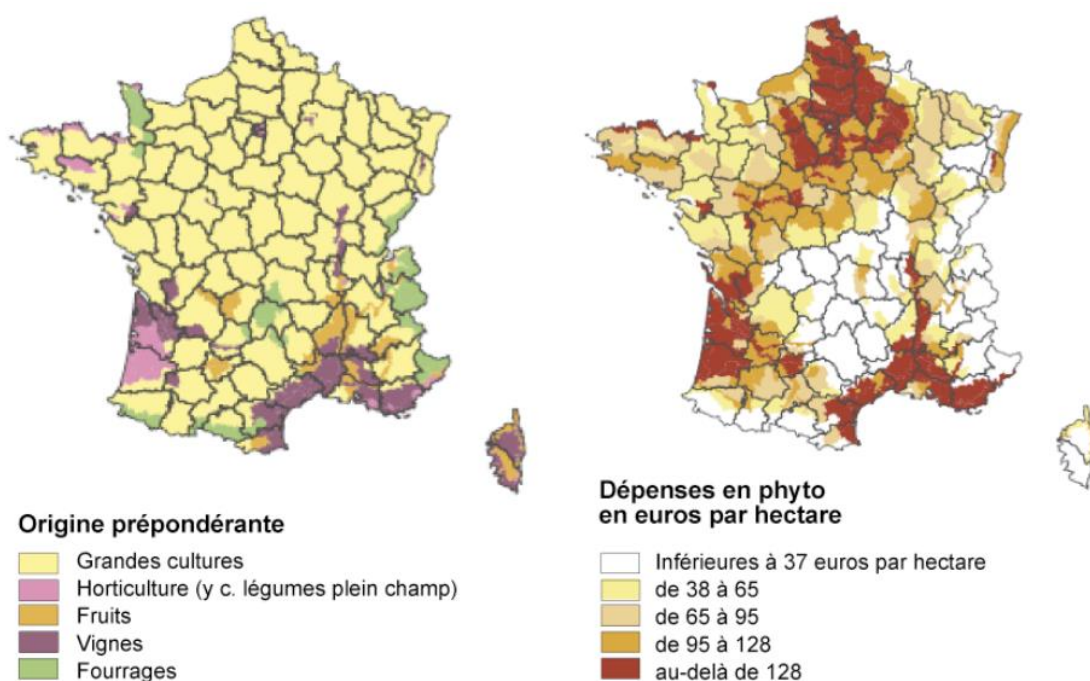 Origine prépondérante
Grandes cultures
Horticulture (y c. légumes plein champ)
Fruits
Vignes
Fourrages
Dépenses en phyto
en euros par hectare
Inférieures à 37 euros par hectare
de 38 à 65
de 65 à 95
de 95 à 128
au-delà de 128